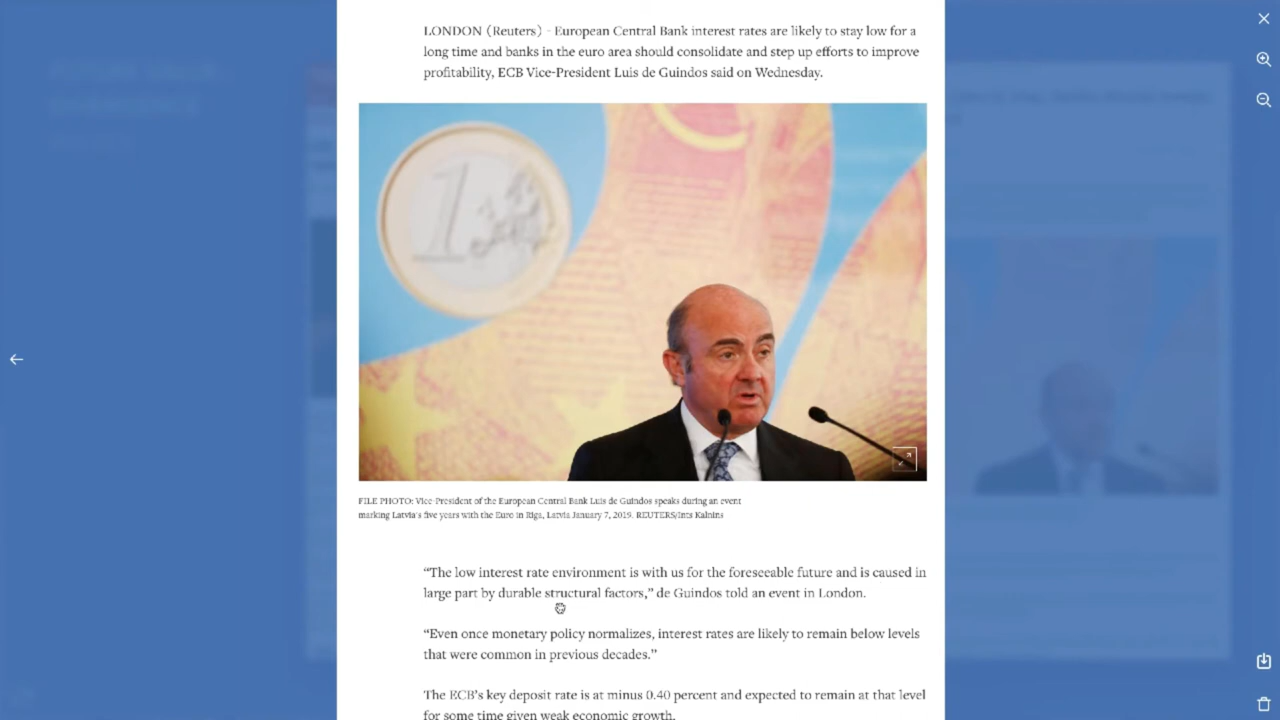 LONDON (Reuters) - European Central Bank interest rates are likely to stay low for a
long time and banks in the euro area should consolidate and step up efforts to improve
profitability, ECB Vice-President Luis de Guindos said on Wednesday.
1
FILE PHOTO: Vice-President of the European Central Bank Luis de Guindos speaks during an event
marking Latvia's five years with the Euro in Riga, Latvia January 7, 2019. REUTERS/Ints Kalnins
“The low interest rate environment is with us for the foreseeable future and is caused in
large part by durable structural factors,” de Guindos told an event in London.
“Even once monetary policy normalizes, interest rates are likely to remain below levels
that were common in previous decades.”
The ECB’s key deposit rate is at minus 0.40 percent and expected to remain at that level
for some time given weak economic growth.